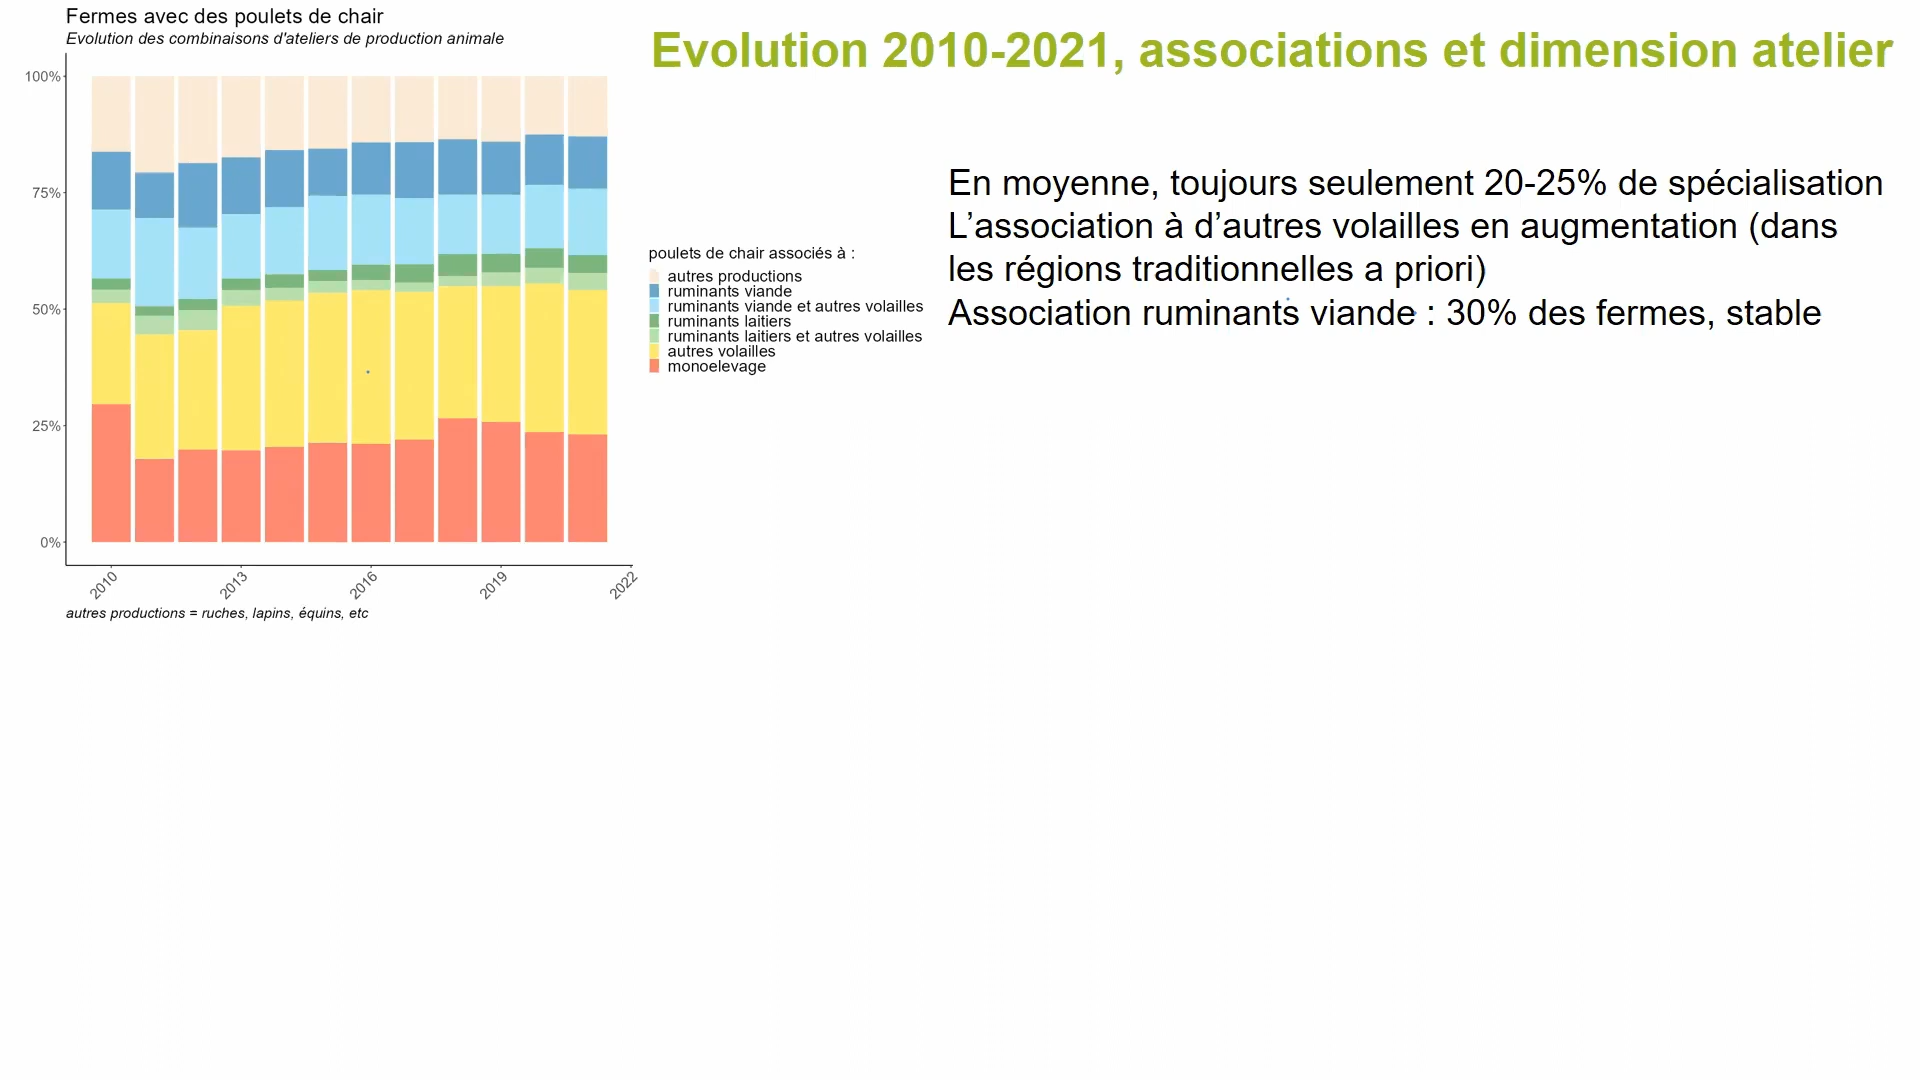 Fermes avec des poulets de chair
Evolution des combinaisons d'ateliers de production animale
Evolution 2010-2021, associations et dimension atelier
100%
75%
50%
25%
0%
2010
2013
2016
2019
2022
autres productions = ruches, lapins, équins, etc
poulets de chair associés à :
autres productions
ruminants viande
ruminants viande et autres volailles
ruminants laitiers
ruminants laitiers et autres volailles
autres volailles
monoelevage
En moyenne, toujours seulement 20-25% de spécialisation
L’association à d’autres volailles en augmentation (dans
les régions traditionnelles a priori)
Association ruminants viande : 30% des fermes, stable